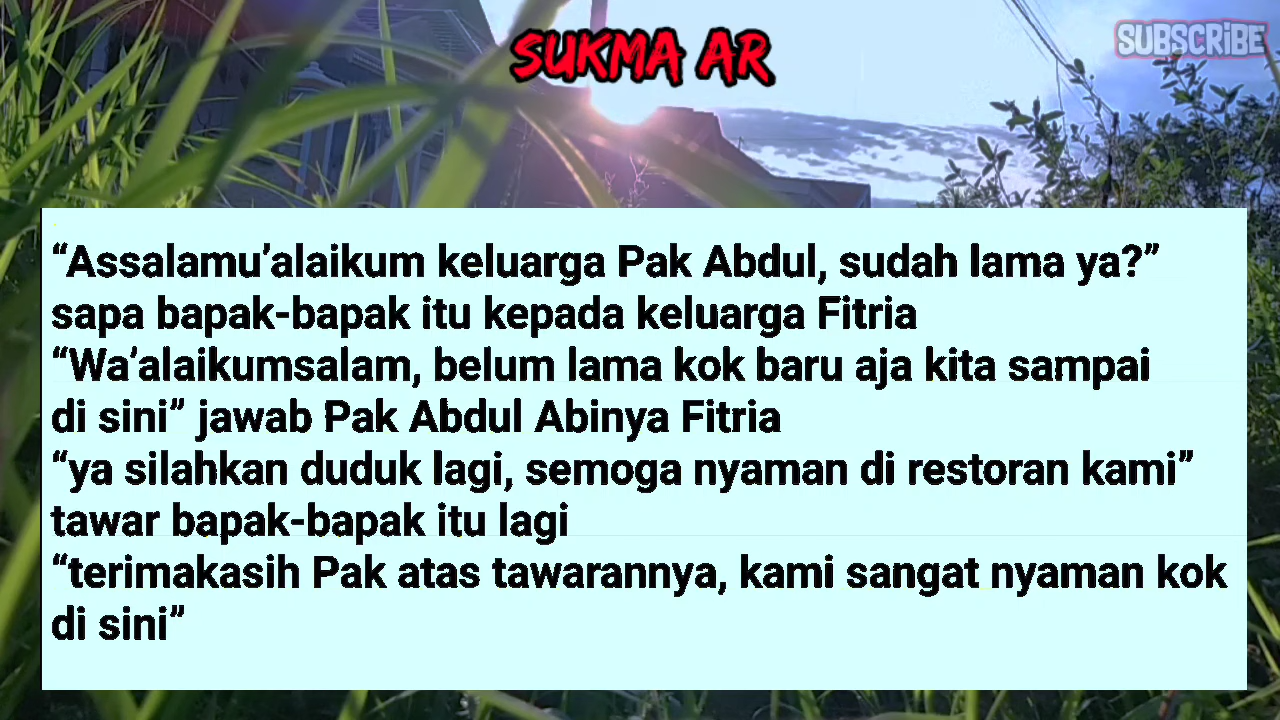 SUKMA AR
SUBSCRIBE
“Assalamu’alaikum keluarga Pak Abdul, sudah lama ya?”
sapa bapak-bapak itu kepada keluarga Fitria
“Wa’alaikumsalam, belum lama kok baru aja kita sampai
di sini” jawab Pak Abdul Abinya Fitria
“ya silahkan duduk lagi, semoga nyaman di restoran kami”
tawar bapak-bapak itu lagi
“terimakasih Pak atas tawarannya, kami sangat nyaman kok
di sini”